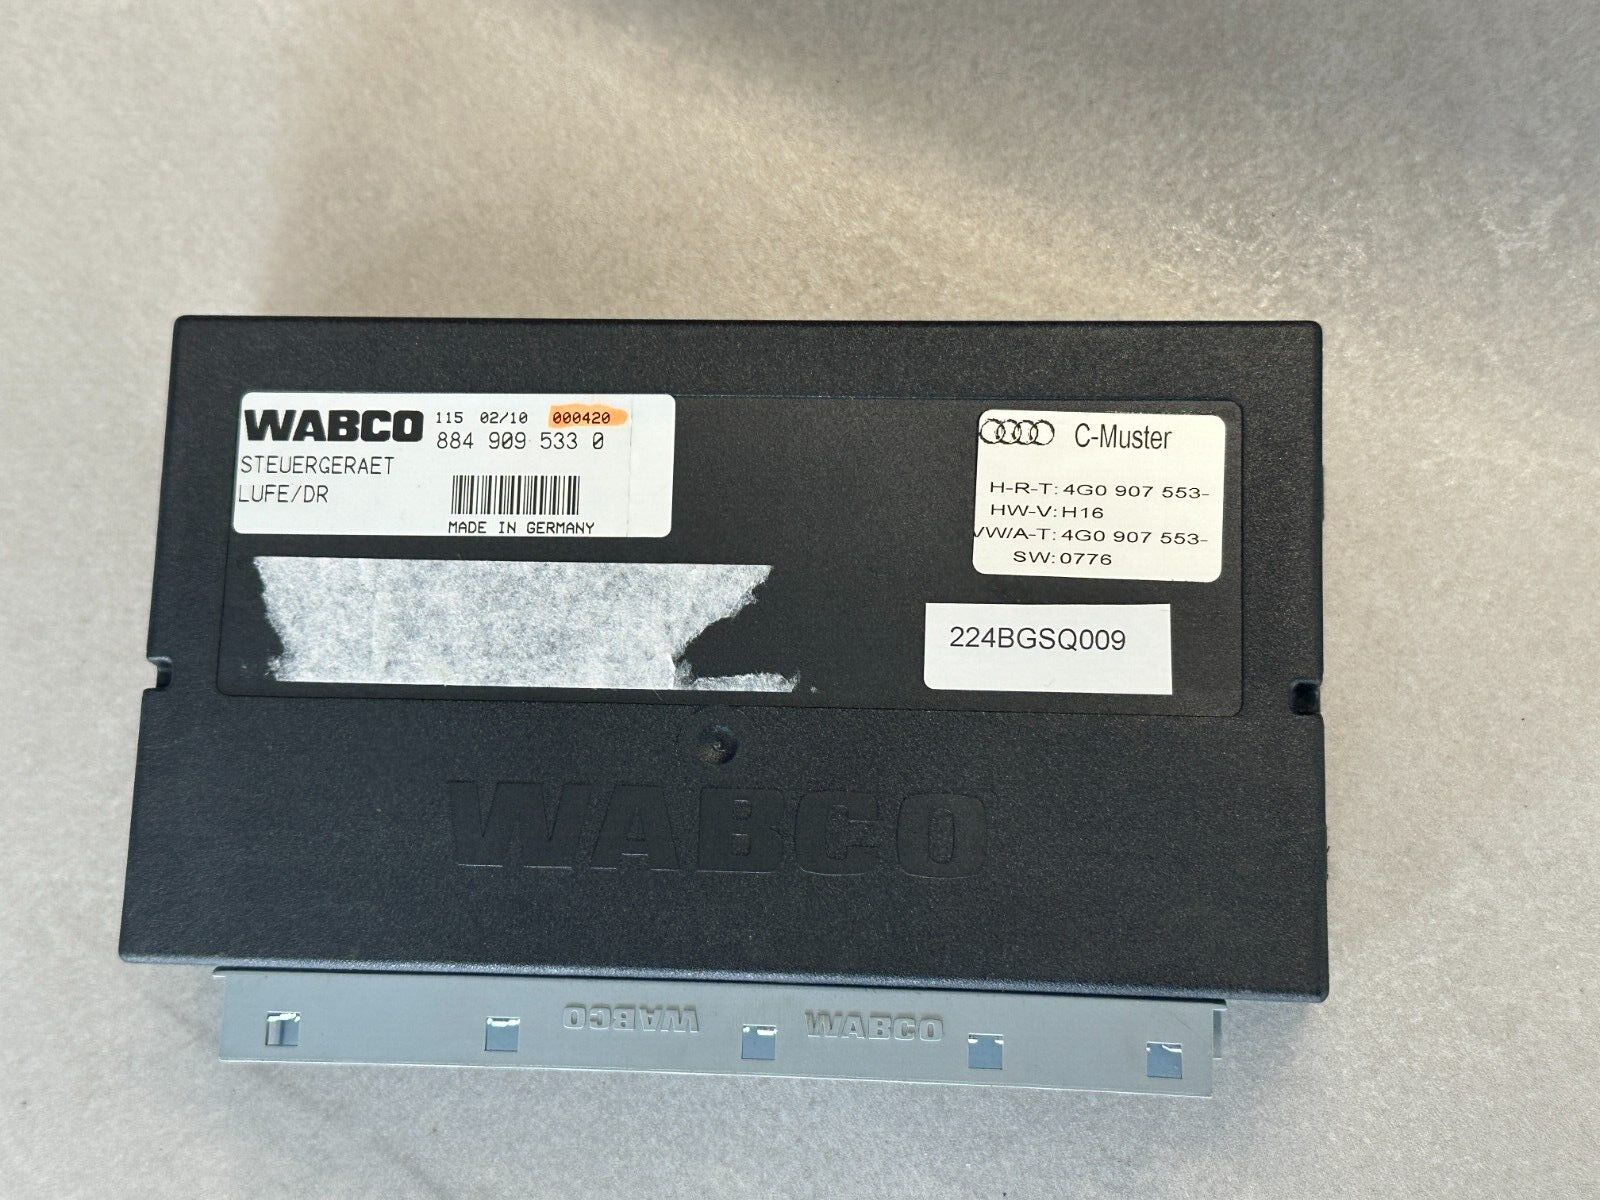 WABCO 115 02/10 000420
884 909 533 0
STEUERGERAET
LUFE/DR
MADE IN GERMANY
C-Muster
H-R-T: 4G0 907 553-
HW-V: H16
VW/A-T: 4G0 907 553-
SW: 0776
224BGSQ009
WABCO
WABCO WABCO